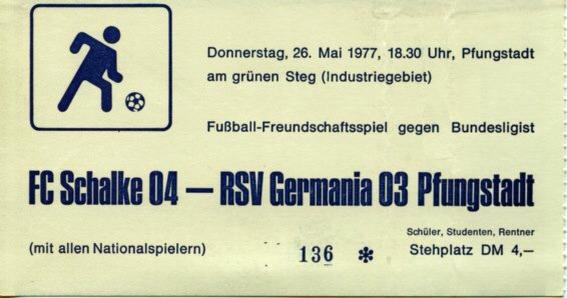 Donnerstag, 26. Mai 1977, 18.30 Uhr, Pfungstadt
am grünen Steg (Industriegebiet)
Fußball-Freundschaftsspiel gegen Bundesligist
FC Schalke 04 — RSV Germania 03 Pfungstadt
(mit allen Nationalspielern)
136 *
Schüler, Studenten, Rentner
Stehplatz DM 4,—